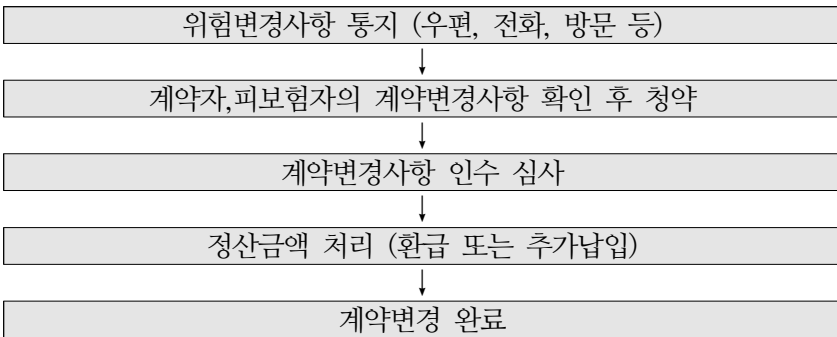 위험변경사항 통지 (우편, 전화, 방문 등)
계약자,피보험자의 계약변경사항 확인 후 청약
계약변경사항 인수 심사
정산금액 처리 (환급 또는 추가납입)
계약변경 완료